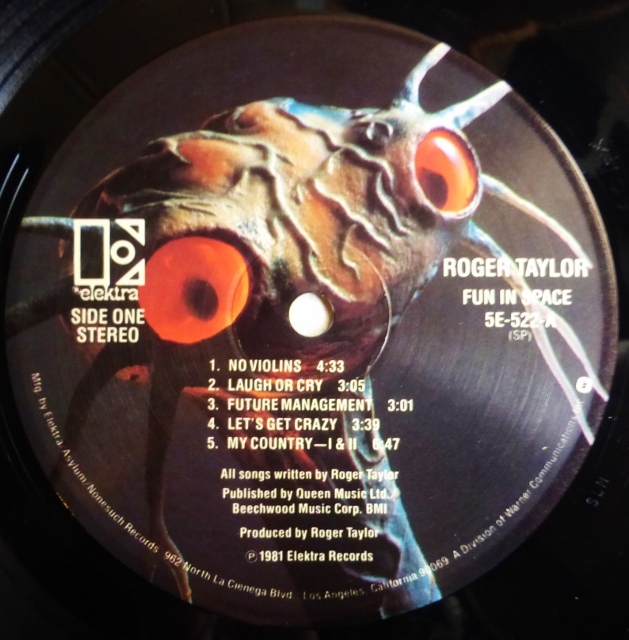 elektra
SIDE ONE
STEREO
ROGER TAYLOR
FUN IN SPACE
5E-522-A
(SP)
1. NO VIOLINS 4:33
2. LAUGH OR CRY 3:05
3. FUTURE MANAGEMENT 3:01
4. LET'S GET CRAZY 3:39
5. MY COUNTRY—I & II 6:47
All songs written by Roger Taylor
Published by Queen Music Ltd./
Beechwood Music Corp. BMI
Produced by Roger Taylor
℗1981 Elektra Records
Mfg. by Elektra/Asylum/Nonesuch Records 962 North La Cienega Blvd Los Angeles, California 90069 A Division of Warner Communications